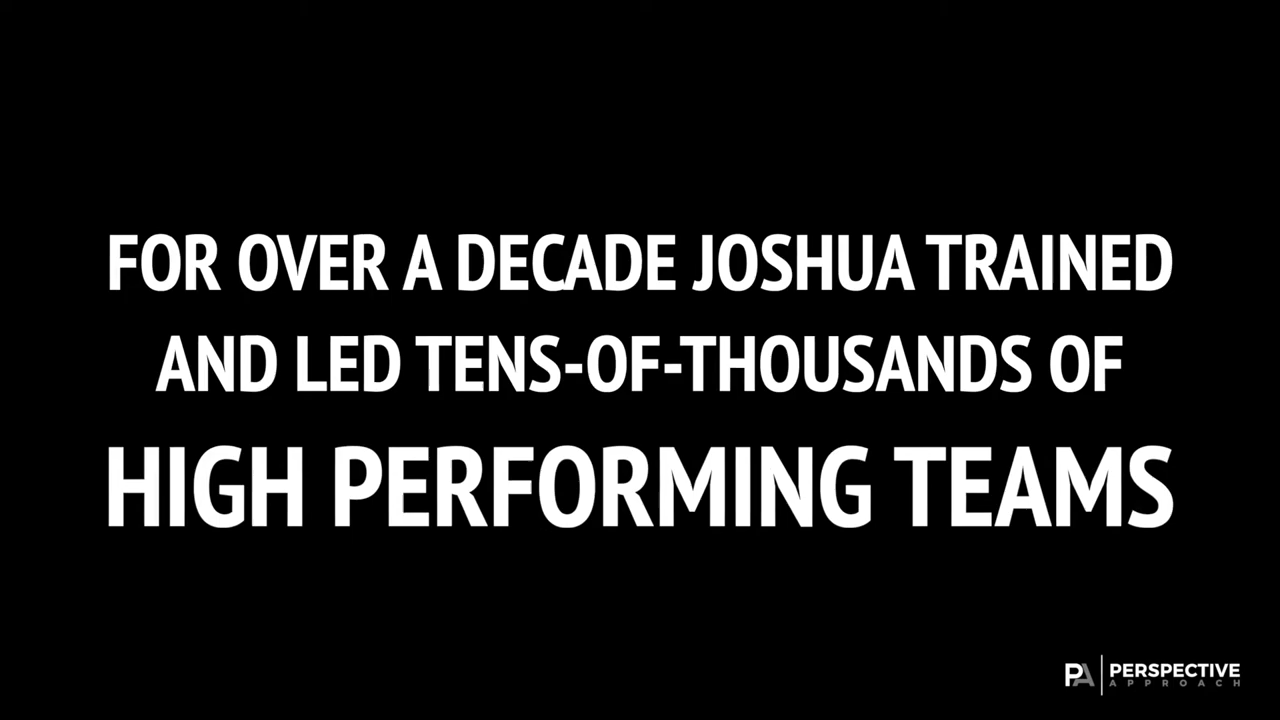 FOR OVER A DECADE JOSHUA TRAINED
AND LED TENS-OF-THOUSANDS OF
HIGH PERFORMING TEAMS
PA PERSPECTIVE
APPROACH